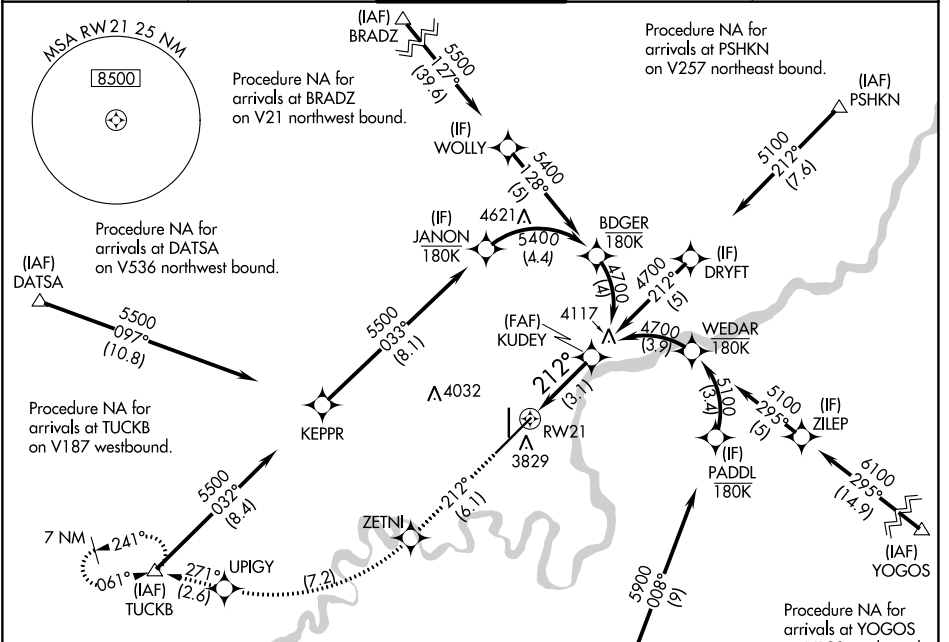 MSA RW 21 25 NM
8500
(IAF)
BRADZ
5500
127°
(39.6)
Procedure NA for
arrivals at BRADZ
on V21 northwest bound.
Procedure NA for
arrivals at PSHKN
on V257 northeast bound.
(IAF)
PSHKN
5100
212°
(7.6)
(IF)
WOLLY
5400
128°
(5)
Procedure NA for
arrivals at DATSA
on V536 northwest bound.
(IF)
JANON
180K
4621
5400
(4.4)
BDGER
180K
4700
(4)
(IF)
DRYFT
4700
212°
(5)
(IAF)
DATSA
5500
097°
(10.8)
5500
033°
(8.1)
4117
(FAF)
KUDEY
4700
(3.9)
WEDAR
180K
212°
(3.1)
4032
KEPPR
RW21
3829
5100
(3.4)
5100
295°
(5)
(IF)
ZILEP
(IF)
PADDL
180K
6100
295°
(14.9)
(IAF)
YOGOS
Procedure NA for
arrivals at TUCKB
on V187 westbound.
5500
032°
(8.4)
212°
(6.1)
ZETNI
7 NM
241°
061°
(IAF)
TUCKB
271°
(2.6)
UPIGY
(7.2)
5900
008°
(9)
Procedure NA for
arrivals at YOGOS